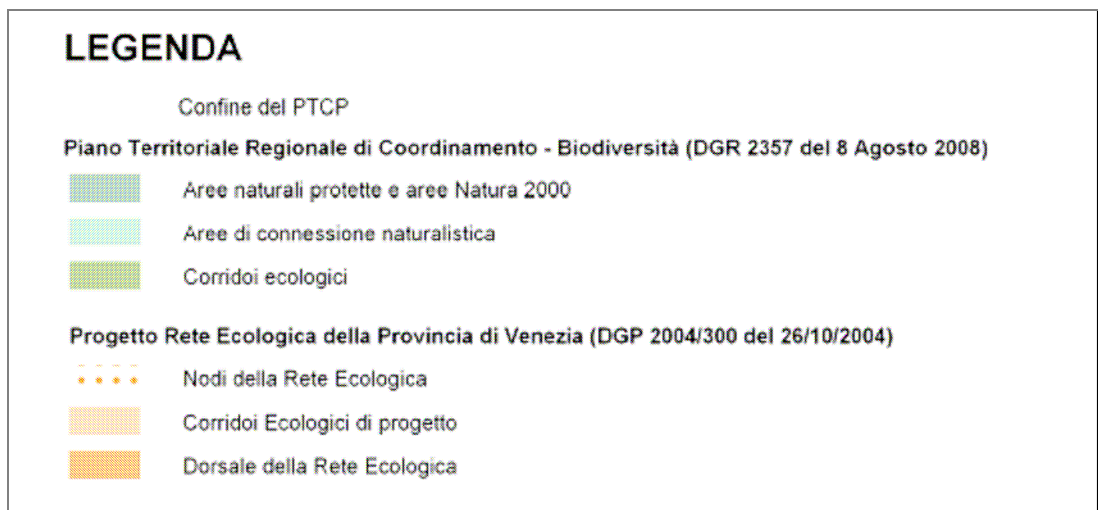 LEGENDA
Confine del PTCP
Piano Territoriale Regionale di Coordinamento - Biodiversità (DGR 2357 del 8 Agosto 2008)
Aree naturali protette e aree Natura 2000
Aree di connessione naturalistica
Corridoi ecologici
Progetto Rete Ecologica della Provincia di Venezia (DGP 2004/300 del 26/10/2004)
Nodi della Rete Ecologica
Corridoi Ecologici di progetto
Dorsale della Rete Ecologica